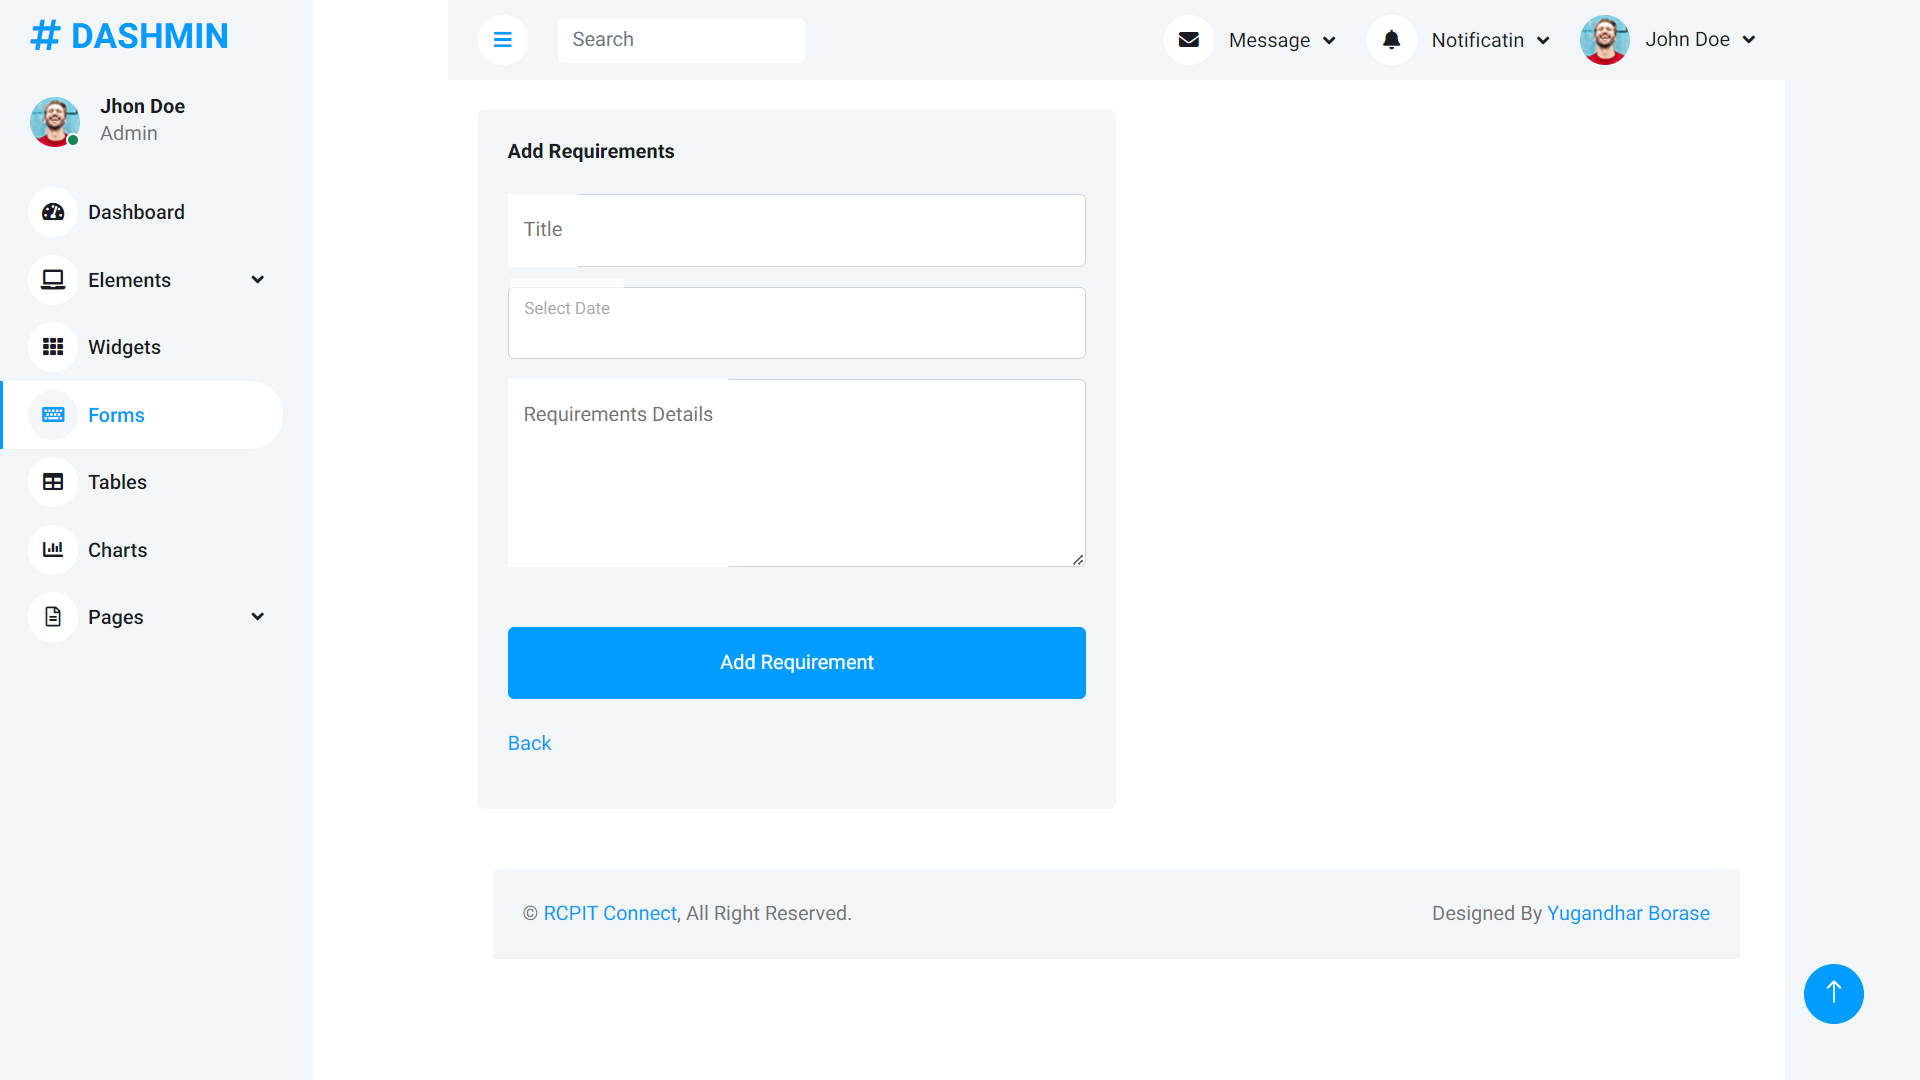 # DASHMIN
Jhon Doe
Admin
Dashboard
Elements
Widgets
Forms
Tables
Charts
Pages
Search
Message
Notificatin
John Doe
Add Requirements
Title
Select Date
Requirements Details
Add Requirement
Back
© RCPIT Connect, All Right Reserved.
Designed By Yugandhar Borase